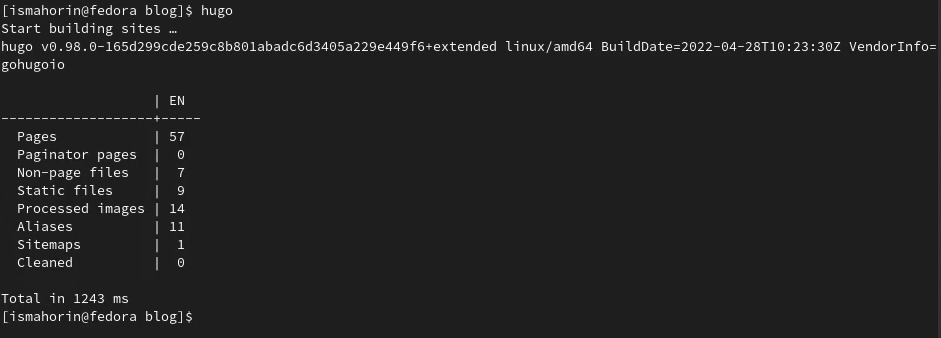 [ismahorin@fedora blog]$ hugo
Start building sites …
hugo v0.98.0-165d299cde259c8b801abadc6d3405a229e449f6+extended linux/amd64 BuildDate=2022-04-28T10:23:30Z VendorInfo=
gohugoio
                   | EN
-------------------+-----
  Pages            | 57
  Paginator pages  |  0
  Non-page files   |  7
  Static files     |  9
  Processed images | 14
  Aliases          | 11
  Sitemaps         |  1
  Cleaned          |  0
Total in 1243 ms
[ismahorin@fedora blog]$